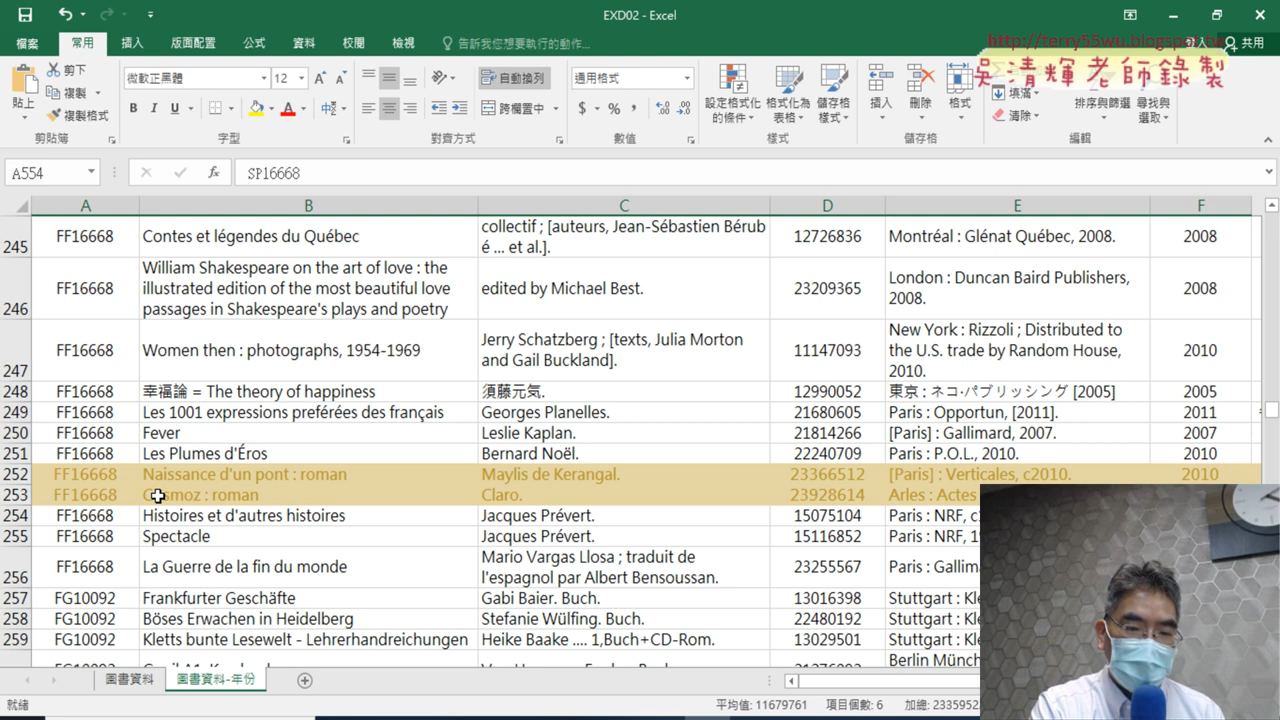 EXD02 - Excel
http://terry55wu.blogspot.tw
吳清輝老師錄製
檔案 常用 插入 版面配置 公式 資料 校閱 檢視 告訴我您想要執行的動作... 登入 共用
貼上 剪下 複製 複製格式 剪貼簿
微軟正黑體 12 B I U 字型
自動換列 跨欄置中 對齊方式
通用格式 $ % 數值
設定格式化的條件 格式化為表格 儲存格樣式 樣式
插入 刪除 格式 儲存格
填滿 清除 排序與篩選 尋找與選取 編輯
A554 fx SP16668
A B C D E F
245 FF16668 Contes et légendes du Québec collectif ; [auteurs, Jean-Sébastien Bérub
é ... et al.]. 12726836 Montréal : Glénat Québec, 2008. 2008
246 FF16668 William Shakespeare on the art of love : the
illustrated edition of the most beautiful love
passages in Shakespeare's plays and poetry edited by Michael Best. 23209365 London : Duncan Baird Publishers,
2008. 2008
247 FF16668 Women then : photographs, 1954-1969 Jerry Schatzberg ; [texts, Julia Morton
and Gail Buckland]. 11147093 New York : Rizzoli ; Distributed to
the U.S. trade by Random House,
2010. 2010
248 FF16668 幸福論 = The theory of happiness 須藤元気. 12990052 東京 : ネコ·パブリッシング [2005] 2005
249 FF16668 Les 1001 expressions preférées des français Georges Planelles. 21680605 Paris : Opportun, [2011]. 2011
250 FF16668 Fever Leslie Kaplan. 21814266 [Paris] : Gallimard, 2007. 2007
251 FF16668 Les Plumes d'Éros Bernard Noël. 22240709 Paris : P.O.L., 2010. 2010
252 FF16668 Naissance d'un pont : roman Maylis de Kerangal. 23366512 [Paris] : Verticales, c2010. 2010
253 FF16668 : roman Claro. 23928614 Arles : Actes
254 FF16668 Histoires et d'autres histoires Jacques Prévert. 15075104 Paris : NRF,
255 FF16668 Spectacle Jacques Prévert. 15116852 Paris : NRF,
256 FF16668 La Guerre de la fin du monde Mario Vargas Llosa ; traduit de
l'espagnol par Albert Bensoussan. 23255567 Paris :
257 FG10092 Frankfurter Geschäfte Gabi Baier. Buch. 13016398 Stuttgart :
258 FG10092 Böses Erwachen in Heidelberg Stefanie Wülfing. Buch. 22480192 Stuttgart :
259 FG10092 Kletts bunte Lesewelt - Lehrerhandreichungen Heike Baake .... 1,Buch+CD-Rom. 13029501 Stuttgart :
Berlin
圖書資料 圖書資料-年份
就緒 平均值: 11679761 項目個數: 6 加總: